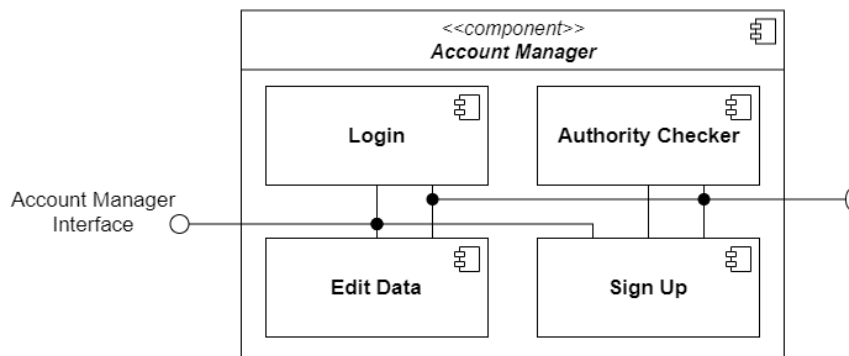 <<component>>
Account Manager
Login
Authority Checker
Account Manager
Interface
Edit Data
Sign Up